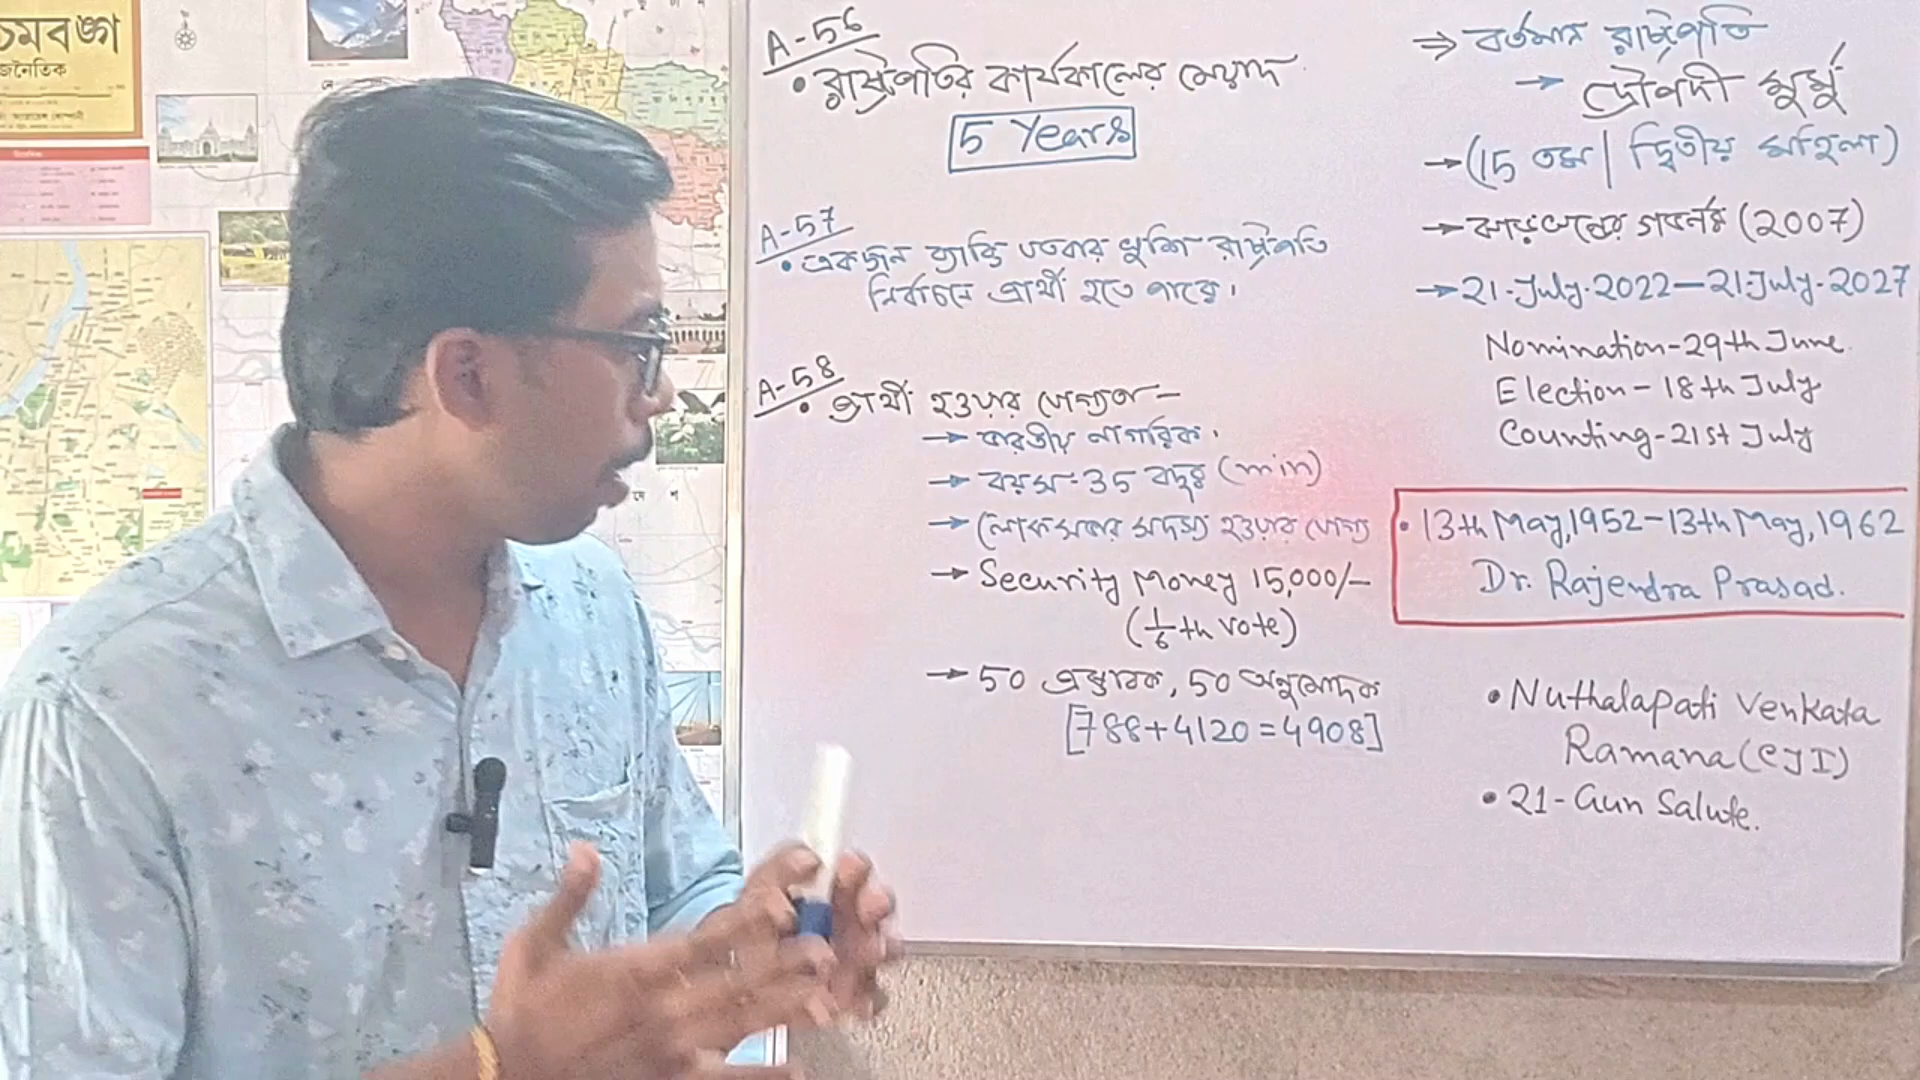 চমবঙ্গ
জনৈতিক
A-56
• রাষ্ট্রপতির কার্যকালের মেয়াদ
5 Years
A-57
• একজন ব্যাক্তি যতবার খুশি রাষ্ট্রপতি
নির্বাচনে প্রার্থী হতে পারে।
A-58
• প্রার্থী হওয়ার যোগ্যতা –
→ ভারতীয় নাগরিক।
→ বয়স - 35 বছর (min)
→ লোকসভার সদস্য হওয়ার যোগ্য
→ Security Money 15,000/-
(1/6 th vote)
→ 50 প্রস্তাবক, 50 অনুমোদক
[788+4120=4908]
⇒ বর্তমান রাষ্ট্রপতি
→ দ্রৌপদী মুর্মু
→ (15 তম | দ্বিতীয় মহিলা)
→ ঝাড়খন্ডের গভর্নর (2007)
→ 21-July-2022 — 21-July-2027
Nomination-29th June
Election - 18th July
Counting-21st July
• 13th May,1952-13th May,1962
Dr. Rajendra Prasad.
• Nuthalapati Venkata
Ramana (CJI)
• 21-Gun Salute.